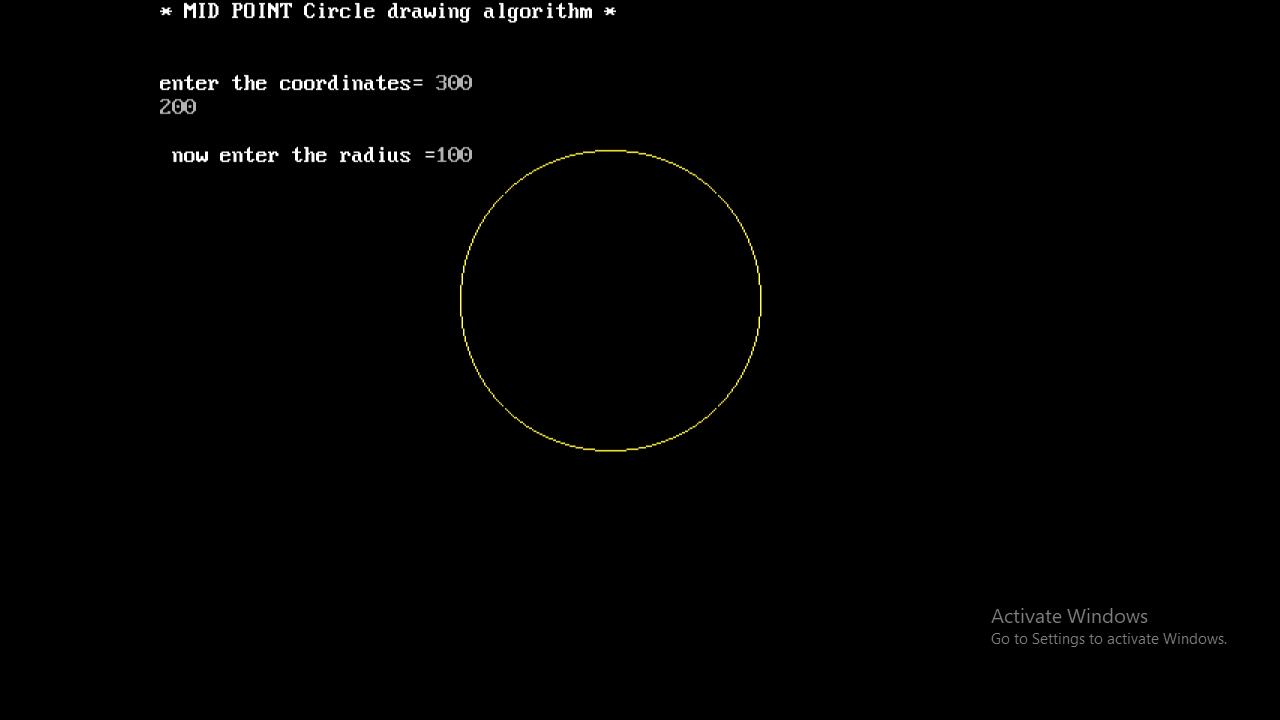 * MID POINT Circle drawing algorithm *
enter the coordinates= 300
200
now enter the radius =100
Activate Windows
Go to Settings to activate Windows.